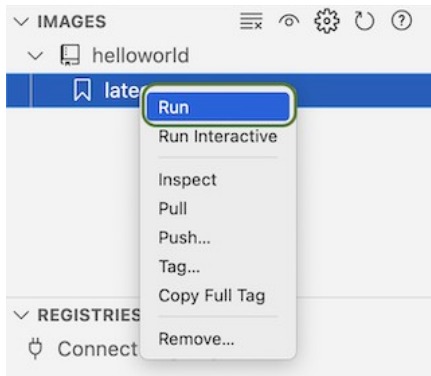 IMAGES
helloworld
late
Run
Run Interactive
Inspect
Pull
Push...
Tag...
Copy Full Tag
REGISTRIES
Remove...
Connect